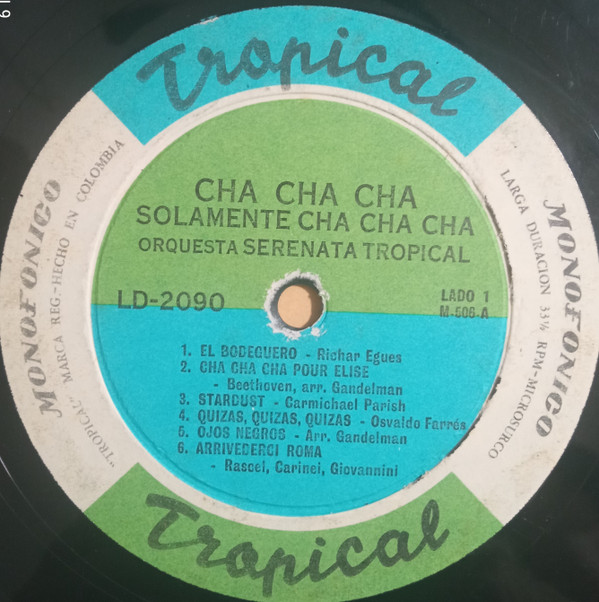 Tropical
CHA CHA CHA
SOLAMENTE CHA CHA CHA
ORQUESTA SERENATA TROPICAL
LD-2090
LADO 1
M-506-A
1. EL BODEGUERO - Richar Egues
2. CHA CHA CHA POUR ELISE
- Beethoven, arr. Gandelman
3. STARDUST - Carmichael Parish
4. QUIZAS, QUIZAS, QUIZAS - Osvaldo Farrés
5. OJOS NEGROS - Arr. Gandelman
6. ARRIVEDERCI ROMA
- Rascel, Carinei, Giovannini
MONOFONICO
"TROPICAL" MARCA REG.-HECHO EN COLOMBIA
MONOFONICO
LARGA DURACION 33⅓ RPM-MICROSURCO
Tropical